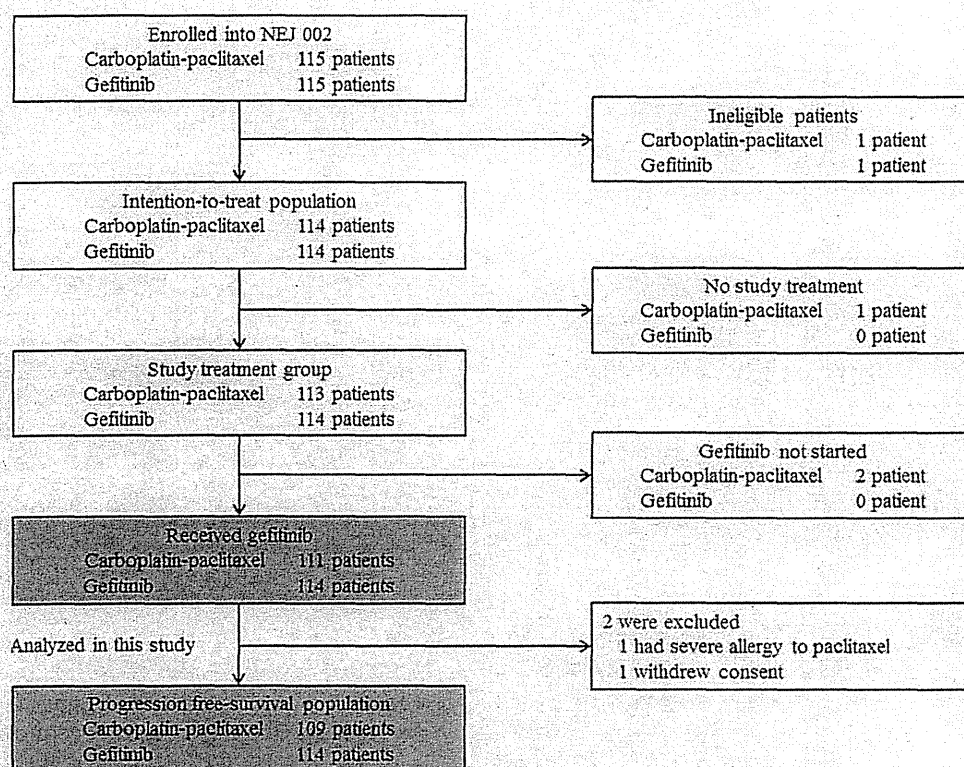 Enrolled into NEJ 002
Carboplatin-paclitaxel 115 patients
Gefitinib 115 patients
Ineligible patients
Carboplatin-paclitaxel 1 patient
Gefitinib 1 patient
Intention-to-treat population
Carboplatin-paclitaxel 114 patients
Gefitinib 114 patients
No study treatment
Carboplatin-paclitaxel 1 patient
Gefitinib 0 patient
Study treatment group
Carboplatin-paclitaxel 113 patients
Gefitinib 114 patients
Gefitinib not started
Carboplatin-paclitaxel 2 patient
Gefitinib 0 patient
Received gefitinib
Carboplatin-paclitaxel 111 patients
Gefitinib 114 patients
2 were excluded
1 had severe allergy to paclitaxel
1 withdrew consent
Analyzed in this study
Progression free-survival population
Carboplatin-paclitaxel 109 patients
Gefitinib 114 patients